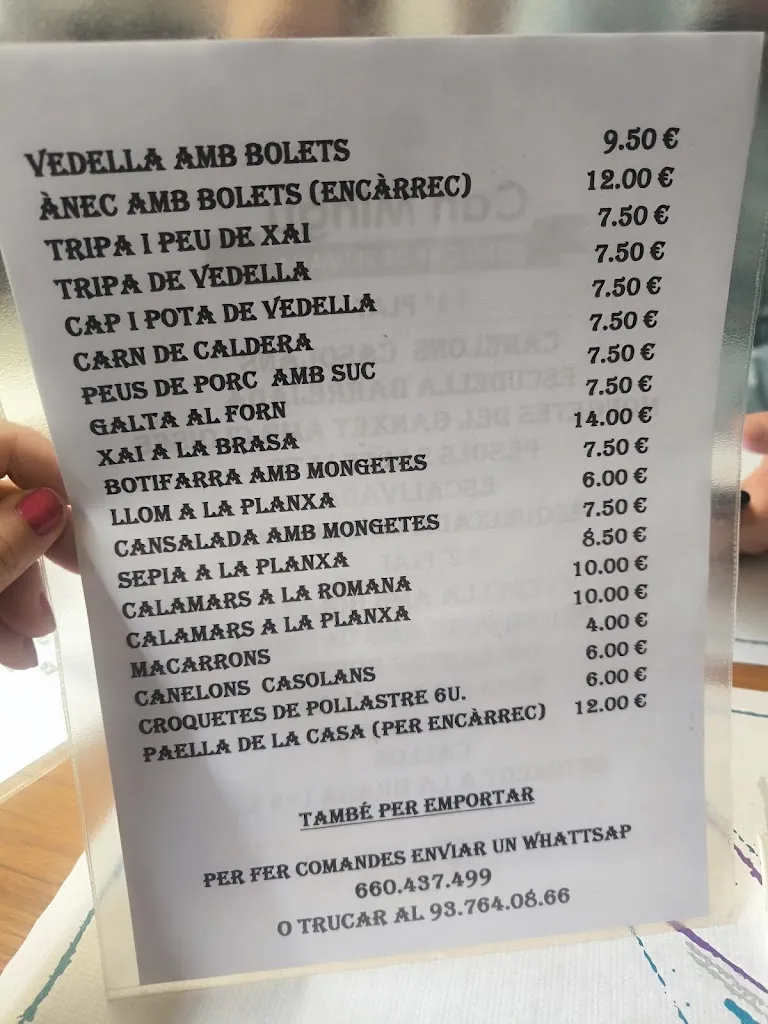 VEDELLA AMB BOLETS 9.50 €
ÀNEC AMB BOLETS (ENCÀRREC) 12.00 €
TRIPA I PEU DE XAI 7.50 €
TRIPA DE VEDELLA 7.50 €
CAP I POTA DE VEDELLA 7.50 €
CARN DE CALDERA 7.50 €
PEUS DE PORC AMB SUC 7.50 €
GALTA AL FORN 7.50 €
XAI A LA BRASA 14.00 €
BOTIFARRA AMB MONGETES 7.50 €
LLOM A LA PLANXA 6.00 €
CANSALADA AMB MONGETES 7.50 €
SEPIA A LA PLANXA 8.50 €
CALAMARS A LA ROMANA 10.00 €
CALAMARS A LA PLANXA 10.00 €
MACARRONS 4.00 €
CANELONS CASOLANS 6.00 €
CROQUETES DE POLLASTRE 6U. 6.00 €
PAELLA DE LA CASA (PER ENCÀRREC) 12.00 €
TAMBÉ PER EMPORTAR
PER FER COMANDES ENVIAR UN WHATTSAP
660.437.499
O TRUCAR AL 93.764.08.66